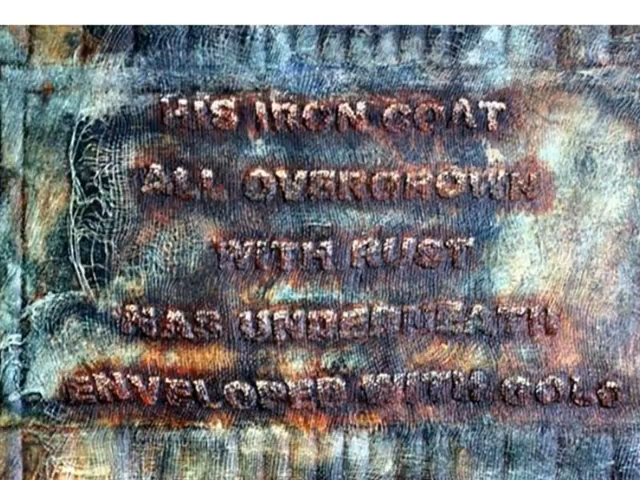 HIS IRON COAT
ALL OVERGROWN
WITH RUST
WAS UNDERNEATH
ENVELOPED WITH GOLD